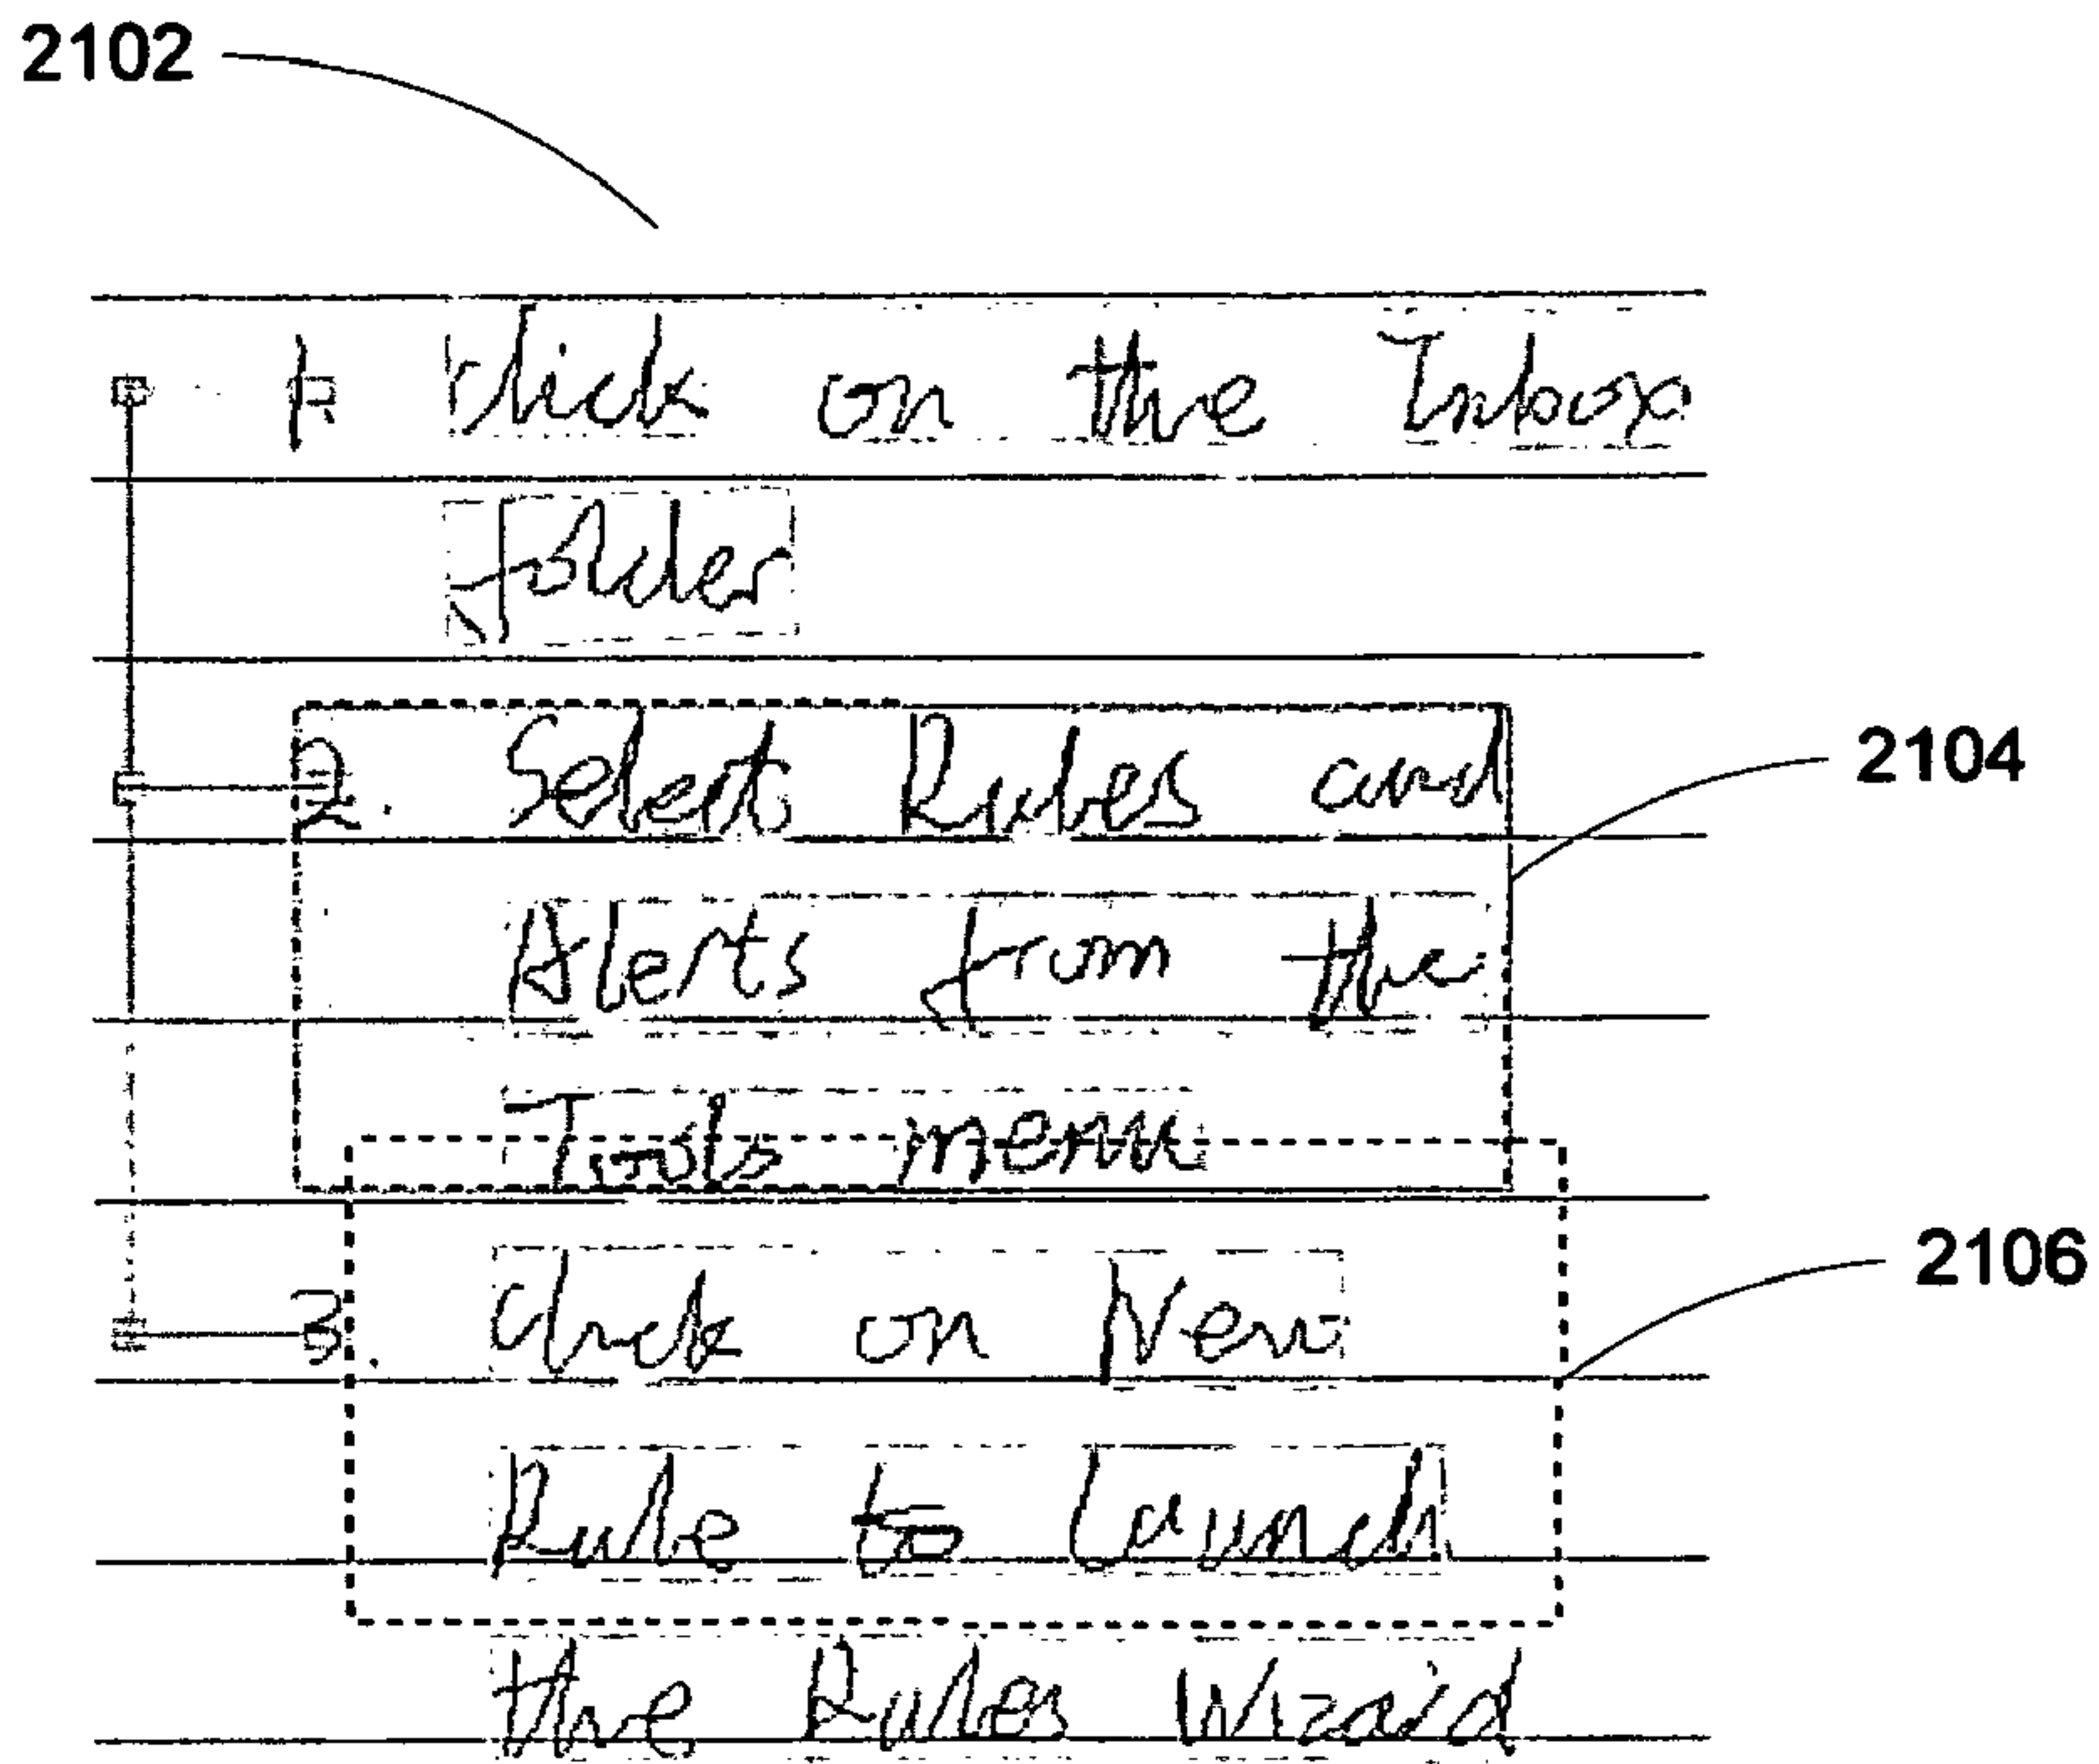 2102
1. Click on the Inbox
folder
2. Select Rules and
2104
Alerts from the
Tools menu
2106
3. Click on New
Rule to launch
the Rules Wizard